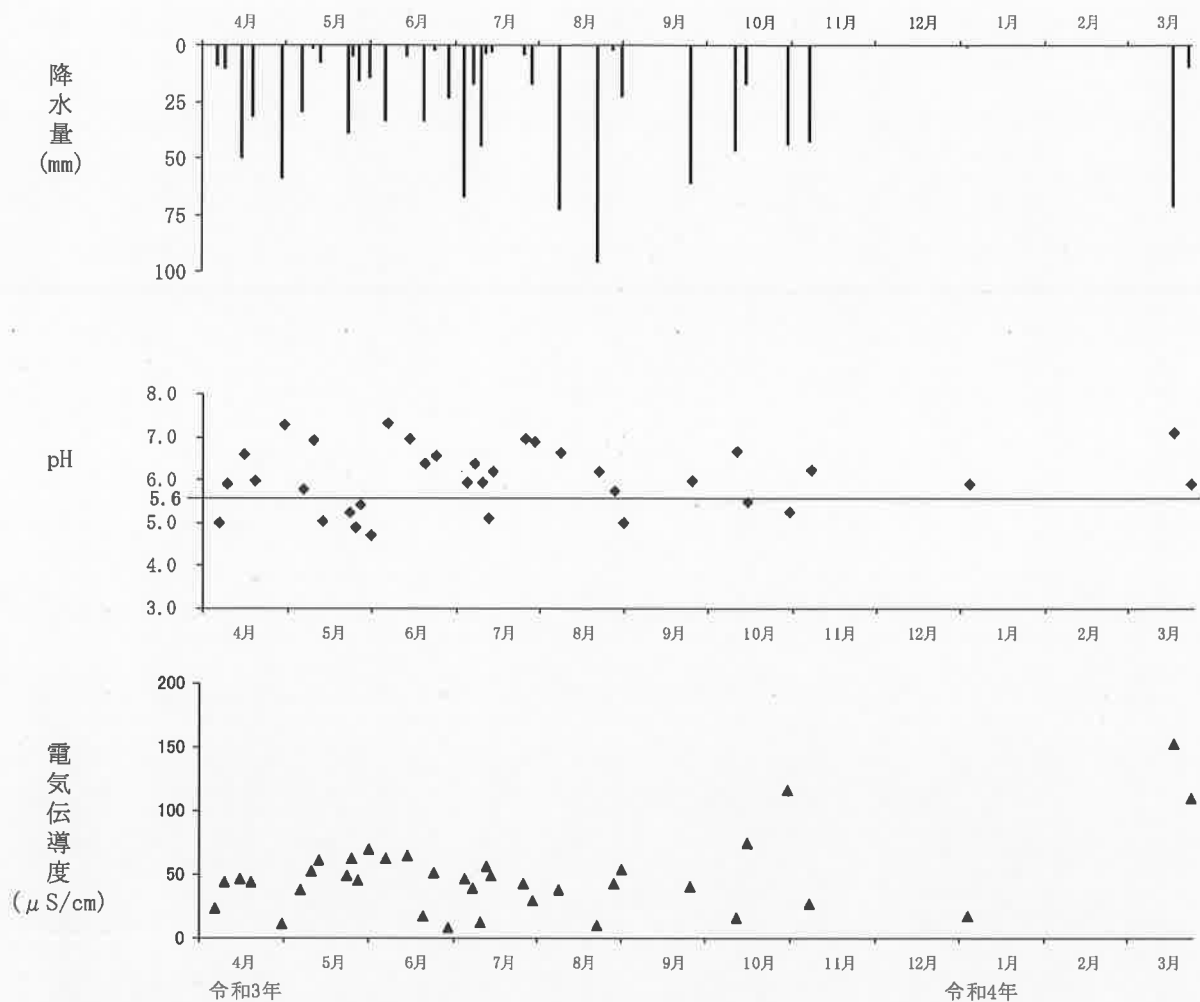 4月 5月 6月 7月 8月 9月 10月 11月 12月 1月 2月 3月
0
25
50
75
100
降水量
(mm)
8.0
7.0
6.0
5.6
5.0
4.0
3.0
pH
4月 5月 6月 7月 8月 9月 10月 11月 12月 1月 2月 3月
200
150
100
50
0
電気伝導度
(μS/cm)
4月 5月 6月 7月 8月 9月 10月 11月 12月 1月 2月 3月
令和3年 令和4年